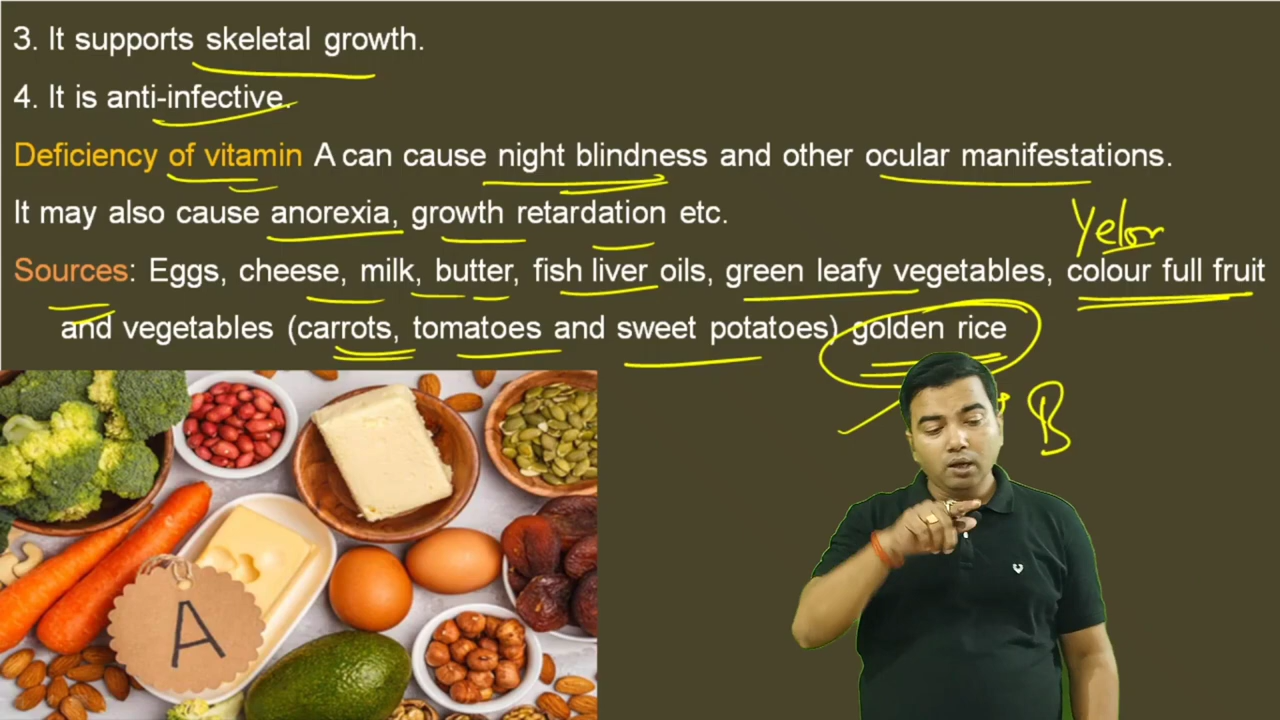 3. It supports skeletal growth.
4. It is anti-infective.
Deficiency of vitamin A can cause night blindness and other ocular manifestations.
It may also cause anorexia, growth retardation etc.
Yelor
Sources: Eggs, cheese, milk, butter, fish liver oils, green leafy vegetables, colour full fruit
and vegetables (carrots, tomatoes and sweet potatoes) golden rice
B
A